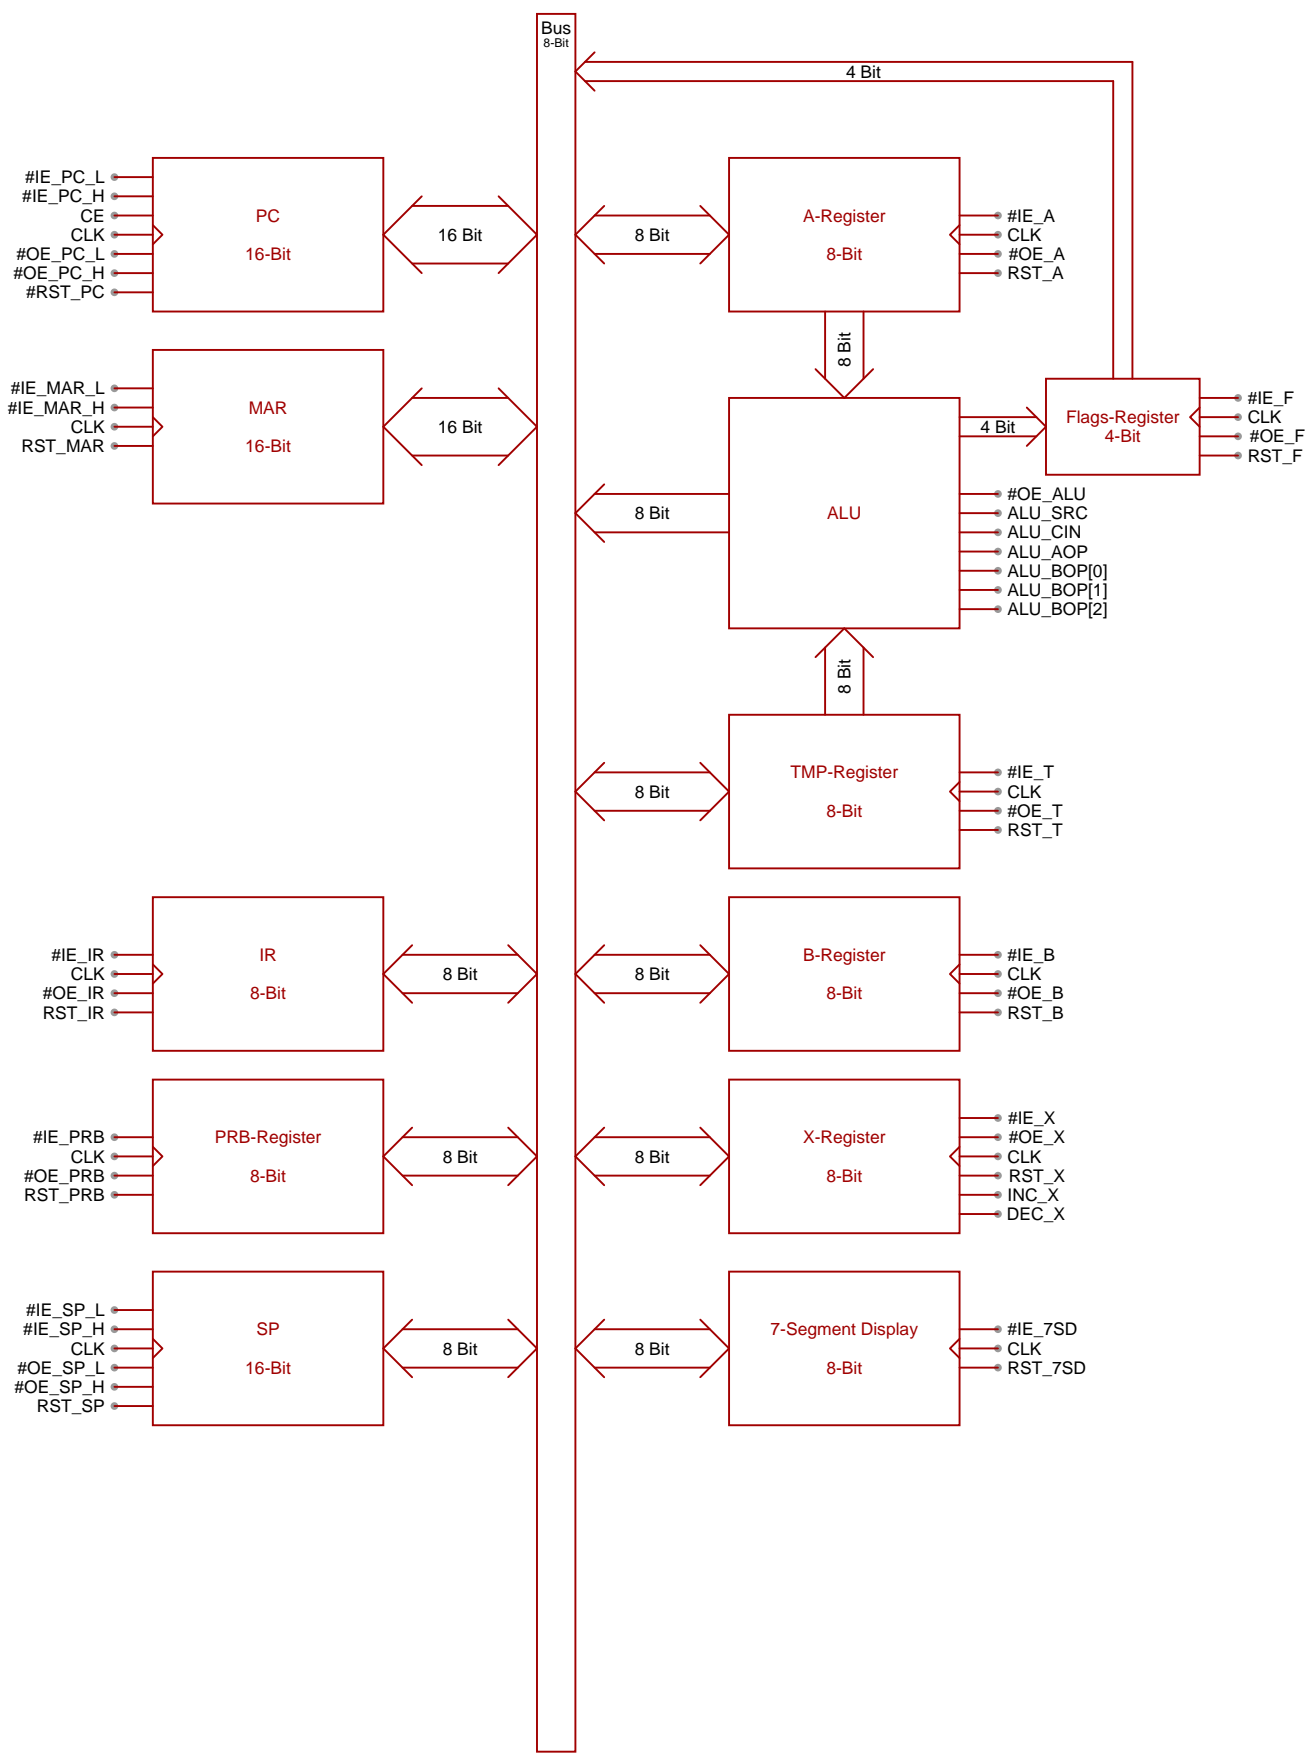 Bus
8-Bit
4 Bit
#IE_PC_L
#IE_PC_H
CE
CLK
#OE_PC_L
#OE_PC_H
#RST_PC
PC
16-Bit
16 Bit
8 Bit
A-Register
8-Bit
#IE_A
CLK
#OE_A
RST_A
8 Bit
#IE_MAR_L
#IE_MAR_H
CLK
RST_MAR
MAR
16-Bit
16 Bit
8 Bit
ALU
4 Bit
Flags-Register
4-Bit
#IE_F
CLK
#OE_F
RST_F
#OE_ALU
ALU_SRC
ALU_CIN
ALU_AOP
ALU_BOP[0]
ALU_BOP[1]
ALU_BOP[2]
8 Bit
8 Bit
TMP-Register
8-Bit
#IE_T
CLK
#OE_T
RST_T
#IE_IR
CLK
#OE_IR
RST_IR
IR
8-Bit
8 Bit
8 Bit
B-Register
8-Bit
#IE_B
CLK
#OE_B
RST_B
#IE_PRB
CLK
#OE_PRB
RST_PRB
PRB-Register
8-Bit
8 Bit
8 Bit
X-Register
8-Bit
#IE_X
#OE_X
CLK
RST_X
INC_X
DEC_X
#IE_SP_L
#IE_SP_H
CLK
#OE_SP_L
#OE_SP_H
RST_SP
SP
16-Bit
8 Bit
8 Bit
7-Segment Display
8-Bit
#IE_7SD
CLK
RST_7SD